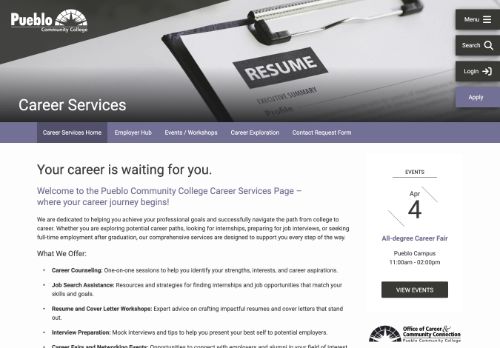 Pueblo
Community College
Menu
Search
Login
Apply
RESUME
EXECUTIVE SUMMARY
Profile
Career Services
Career Services Home
Employer Hub
Events / Workshops
Career Exploration
Contact Request Form
Your career is waiting for you.
Welcome to the Pueblo Community College Career Services Page –
where your career journey begins!
We are dedicated to helping you achieve your professional goals and successfully navigate the path from college to
career. Whether you are exploring potential career paths, looking for internships, preparing for job interviews, or seeking
full-time employment after graduation, our comprehensive services are designed to support you every step of the way.
What We Offer:
• Career Counseling: One-on-one sessions to help you identify your strengths, interests, and career aspirations.
• Job Search Assistance: Resources and strategies for finding internships and job opportunities that match your
skills and goals.
• Resume and Cover Letter Workshops: Expert advice on crafting impactful resumes and cover letters that stand
out.
• Interview Preparation: Mock interviews and tips to help you present your best self to potential employers.
• Career Fairs and Networking Events: Opportunities to connect with employers and alumni in your field of interest.
EVENTS
Apr
4
All-degree Career Fair
Pueblo Campus
11:00am - 02:00pm
VIEW EVENTS
Office of Career &
Community Connection
Pueblo Community College